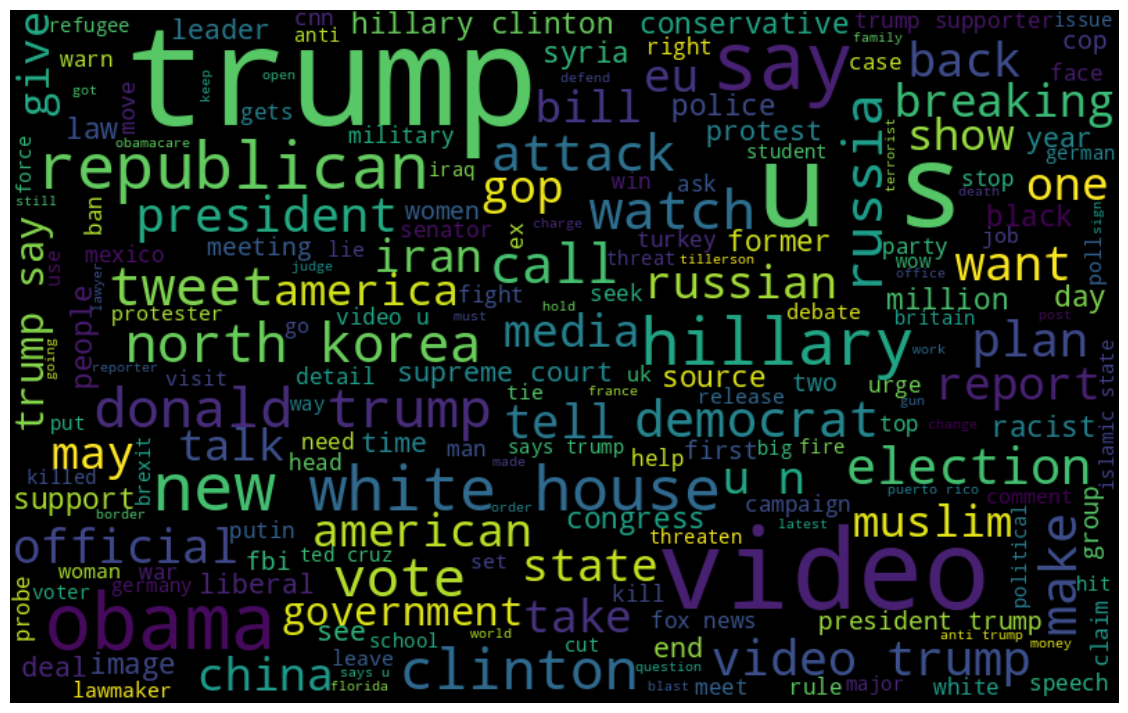 refugee
give
leader
cnn
anti
hillary clinton
conservative
trump supporter
issue
trump
say
warn
syria
right
family
cop
eu
case
back
face
got
keep
open
defend
gets
bill
police
breaking
law
move
military
protest
russia
show
year
obamacare
attack
student
terrorist
german
force
republican
iraq
gop
win
ask
u s
stop
death
one
still
ban
president
women
senator
ex
charge
watch
black
sign
use
mexico
meeting
lie
iran
call
threat
turkey
former
party
job
poll
tillerson
wow
want
trump say
lawyer
judge
tweet
america
fight
seek
russian
office
million
day
protester
hold
debate
people
go
video u
must
media
hillary
britain
post
north korea
plan
going
reporter
visit
detail
supreme court
uk
source
two
urge
work
report
islamic state
tie
france
release
gun
put
donald trump
way
tell
democrat
top
change
racist
may
talk
need
time
man
says trump
first
big
fire
head
help
election
killed
brexit
made
new
white house
u n
support
order
puerto rico
comment
border
campaign
group
official
putin
american
congress
latest
muslim
make
threaten
fbi
ted cruz
set
state
video
political
probe
woman
war
vote
voter
germany
liberal
kill
hit
obama
government
take
fox news
president trump
claim
see
school
world
end
anti trump
money
deal
image
china
leave
cut
clinton
question
video trump
says u
meet
lawmaker
florida
blast
rule
major
white
speech